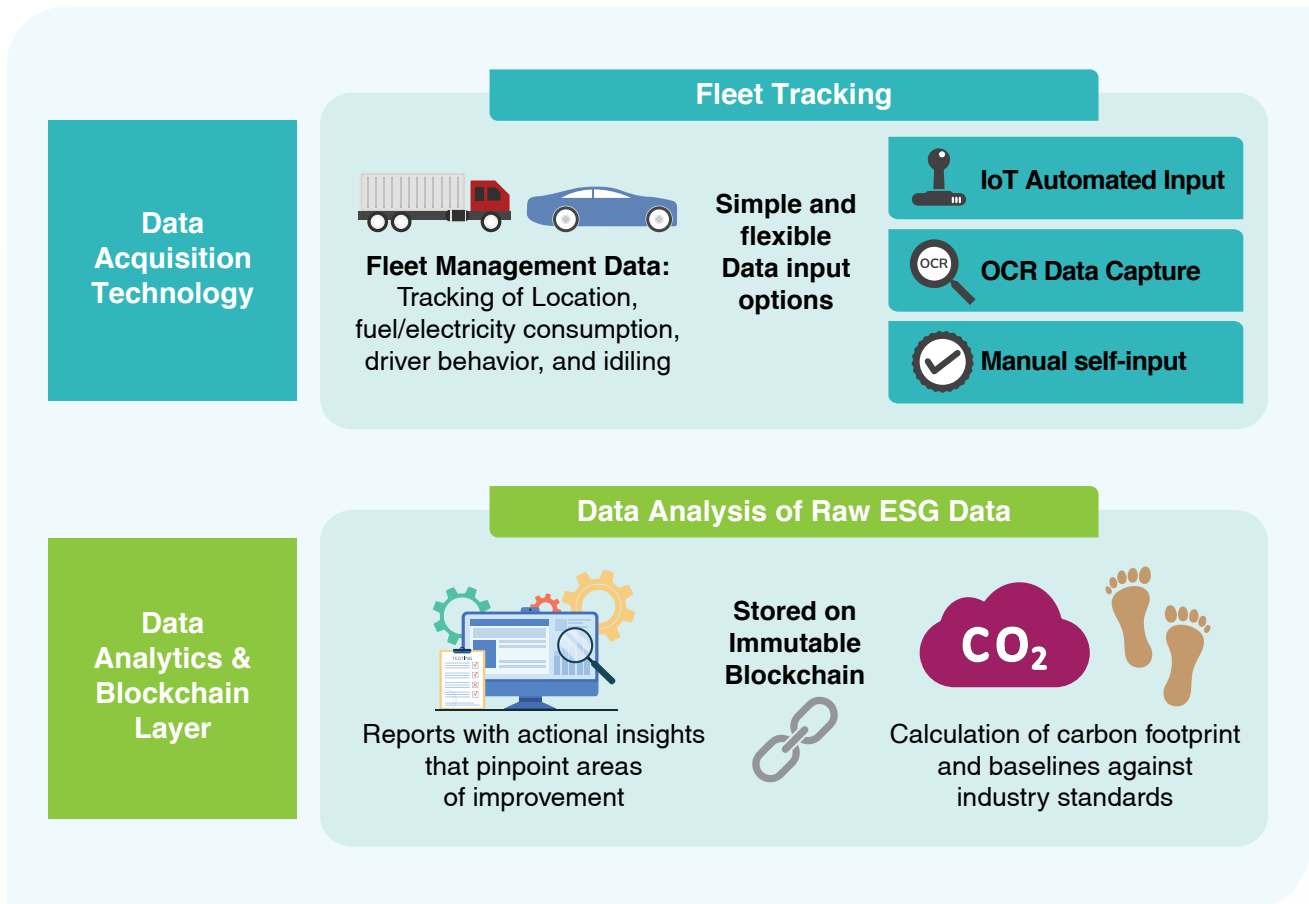 Fleet Tracking
Data
Acquisition
Technology
Fleet Management Data:
Tracking of Location,
fuel/electricity consumption,
driver behavior, and idiling
Simple and
flexible
Data input
options
IoT Automated Input
OCR
OCR Data Capture
Manual self-input
Data Analysis of Raw ESG Data
Data
Analytics &
Blockchain
Layer
TESTING
Reports with actional insights
that pinpoint areas
of improvement
Stored on
Immutable
Blockchain
CO₂
Calculation of carbon footprint
and baselines against
industry standards